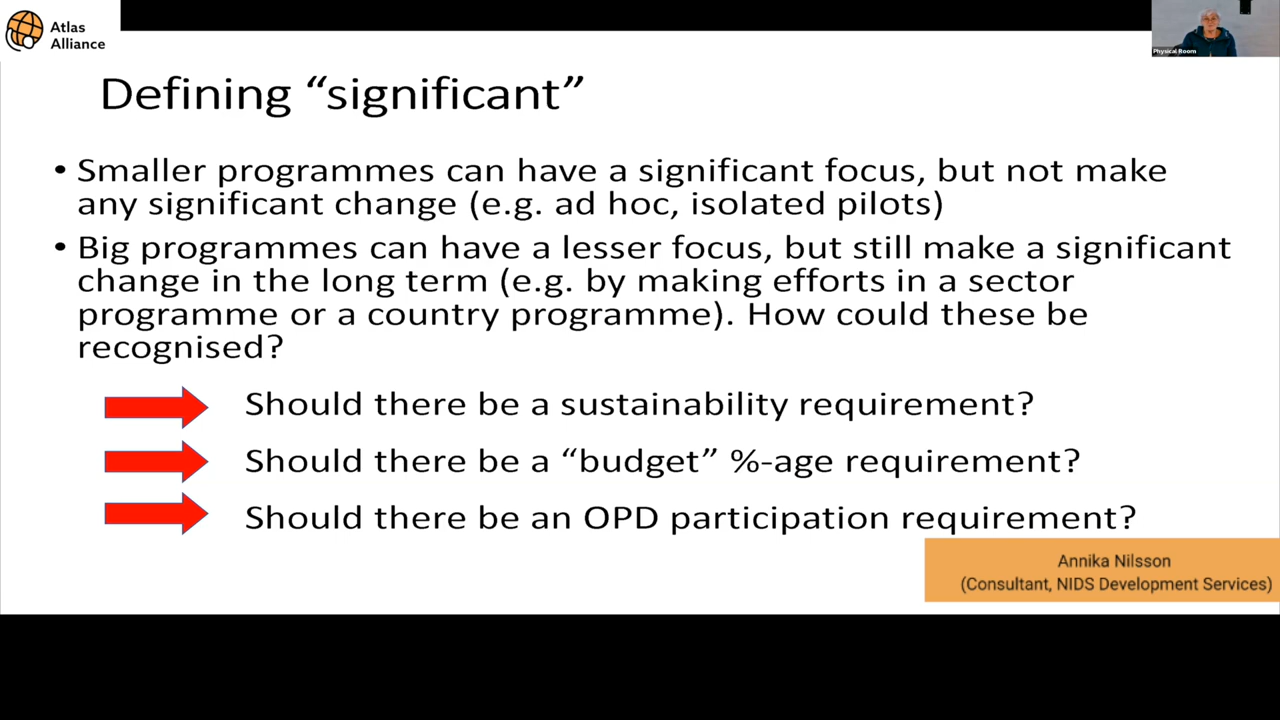 Atlas
Alliance
Physical Room
Defining “significant”
• Smaller programmes can have a significant focus, but not make
any significant change (e.g. ad hoc, isolated pilots)
• Big programmes can have a lesser focus, but still make a significant
change in the long term (e.g. by making efforts in a sector
programme or a country programme). How could these be
recognised?
Should there be a sustainability requirement?
Should there be a “budget” %-age requirement?
Should there be an OPD participation requirement?
Annika Nilsson
(Consultant, NIDS Development Services)